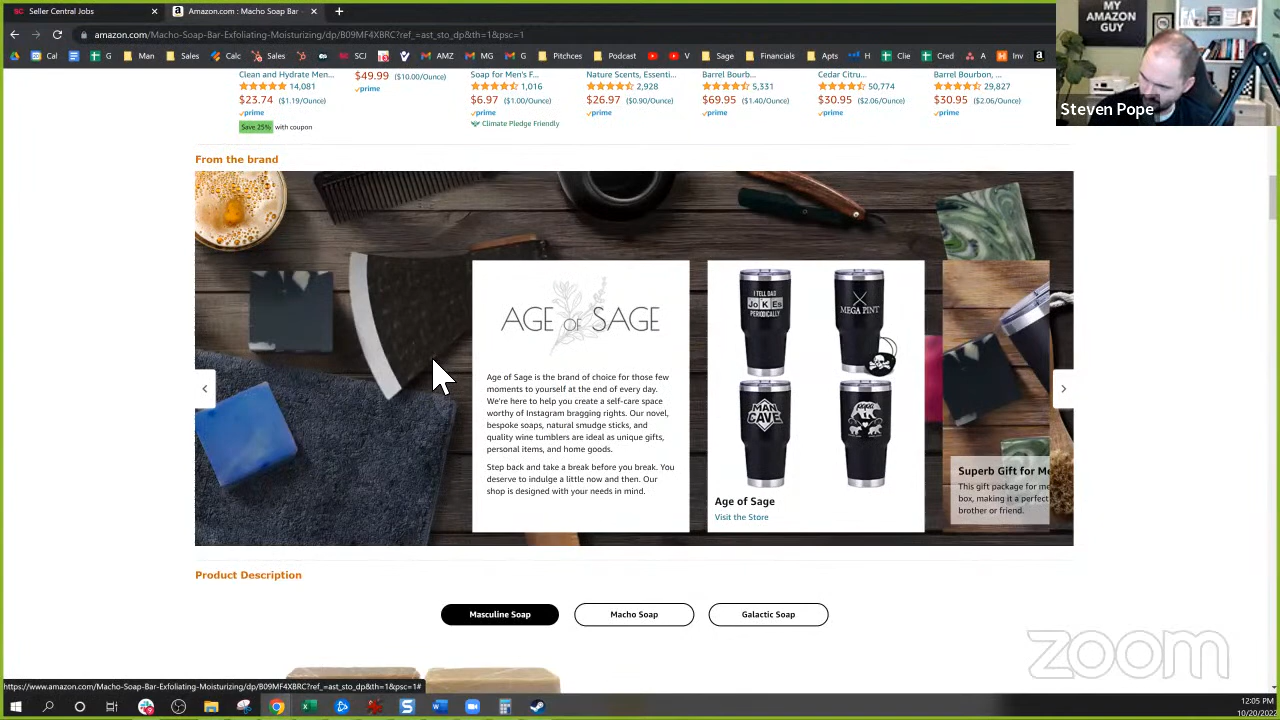 Seller Central Jobs
Amazon.com : Macho Soap Bar -
amazon.com/Macho-Soap-Bar-Exfoliating-Moisturizing/dp/B09MF4XBRC?ref_=ast_sto_dp&th=1&psc=1
Cal G Man Sales Calc Sales SCJ AMZ MG G Pitchces Podcast V Sage Financials Apts H Clie Cred A Inv
MY AMAZON GUY
Steven Pope
Clean and Hydrate Men...
14,081
$23.74 ($1.19/Ounce)
prime
Save 25% with coupon
$49.99 ($10.00/Ounce)
prime
Soap for Men's F...
1,016
$6.97 ($1.00/Ounce)
prime
Climate Pledge Friendly
Nature Scents, Essenti...
2,928
$26.97 ($0.90/Ounce)
prime
Barrel Bourb...
5,331
$69.95 ($1.40/Ounce)
prime
Cedar Citru...
50,774
$30.95 ($2.06/Ounce)
prime
Barrel Bourbon, ...
29,827
$30.95 ($2.06/Ounce)
prime
From the brand
AGE OF SAGE
Age of Sage is the brand of choice for those few
moments to yourself at the end of every day.
We're here to help you create a self-care space
worthy of Instagram bragging rights. Our novel,
bespoke soaps, natural smudge sticks, and
quality wine tumblers are ideal as unique gifts,
personal items, and home goods.
Step back and take a break before you break. You
deserve to indulge a little now and then. Our
shop is designed with your needs in mind.
I TELL DAD
JoKEs
PERIODICALLY
MEGA PINT
MAN
CAVE
Age of Sage
Visit the Store
Superb Gift for Me
This gift package for me
box, making it a perfect
brother or friend.
Product Description
Masculine Soap
Macho Soap
Galactic Soap
zoom
https://www.amazon.com/Macho-Soap-Bar-Exfoliating-Moisturizing/dp/B09MF4XBRC?ref_=ast_sto_dp&th=1&psc=1#
12:05 PM